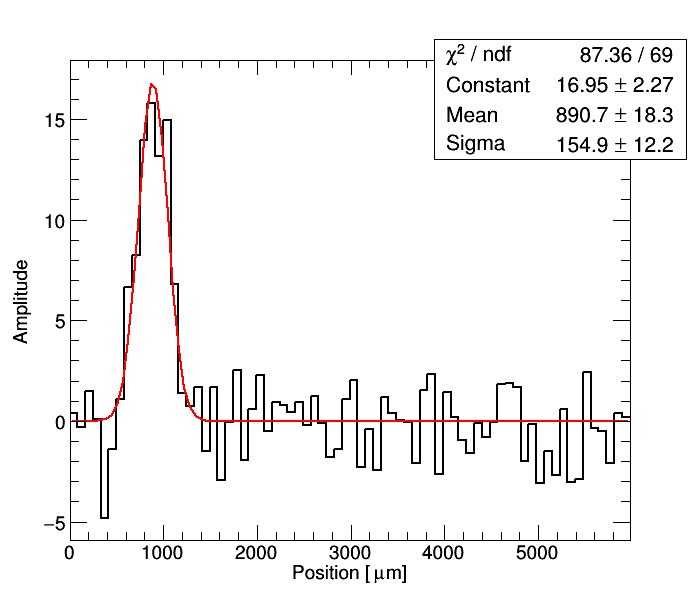 χ² / ndf 87.36 / 69
Constant 16.95 ± 2.27
Mean 890.7 ± 18.3
Sigma 154.9 ± 12.2
15
10
5
0
−5
Amplitude
0 1000 2000 3000 4000 5000
Position [ μm]